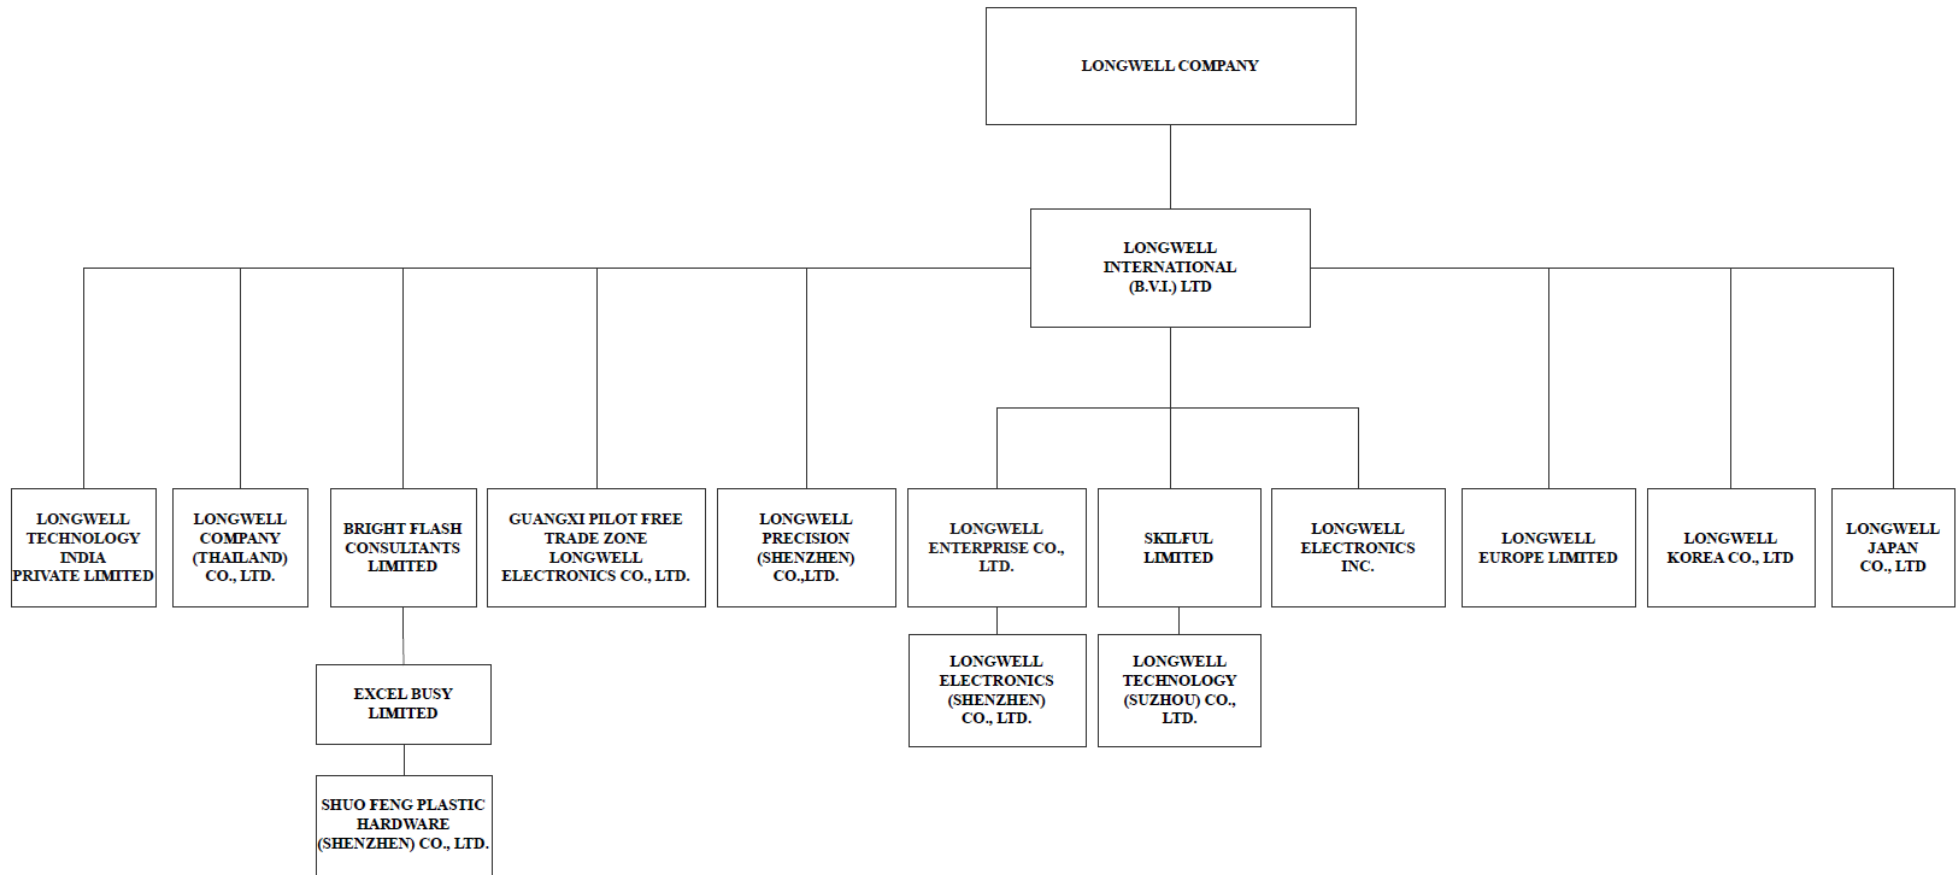 LONGWELL COMPANY
LONGWELL
INTERNATIONAL
(B.V.I.) LTD
LONGWELL
TECHNOLOGY
INDIA
PRIVATE LIMITED
LONGWELL
COMPANY
(THAILAND)
CO., LTD.
BRIGHT FLASH
CONSULTANTS
LIMITED
GUANGXI PILOT FREE
TRADE ZONE
LONGWELL
ELECTRONICS CO., LTD.
LONGWELL
PRECISION
(SHENZHEN)
CO.,LTD.
LONGWELL
ENTERPRISE CO.,
LTD.
SKILFUL
LIMITED
LONGWELL
ELECTRONICS
INC.
LONGWELL
EUROPE LIMITED
LONGWELL
KOREA CO., LTD
LONGWELL
JAPAN
CO., LTD
EXCEL BUSY
LIMITED
LONGWELL
ELECTRONICS
(SHENZHEN)
CO., LTD.
LONGWELL
TECHNOLOGY
(SUZHOU) CO.,
LTD.
SHUO FENG PLASTIC
HARDWARE
(SHENZHEN) CO., LTD.